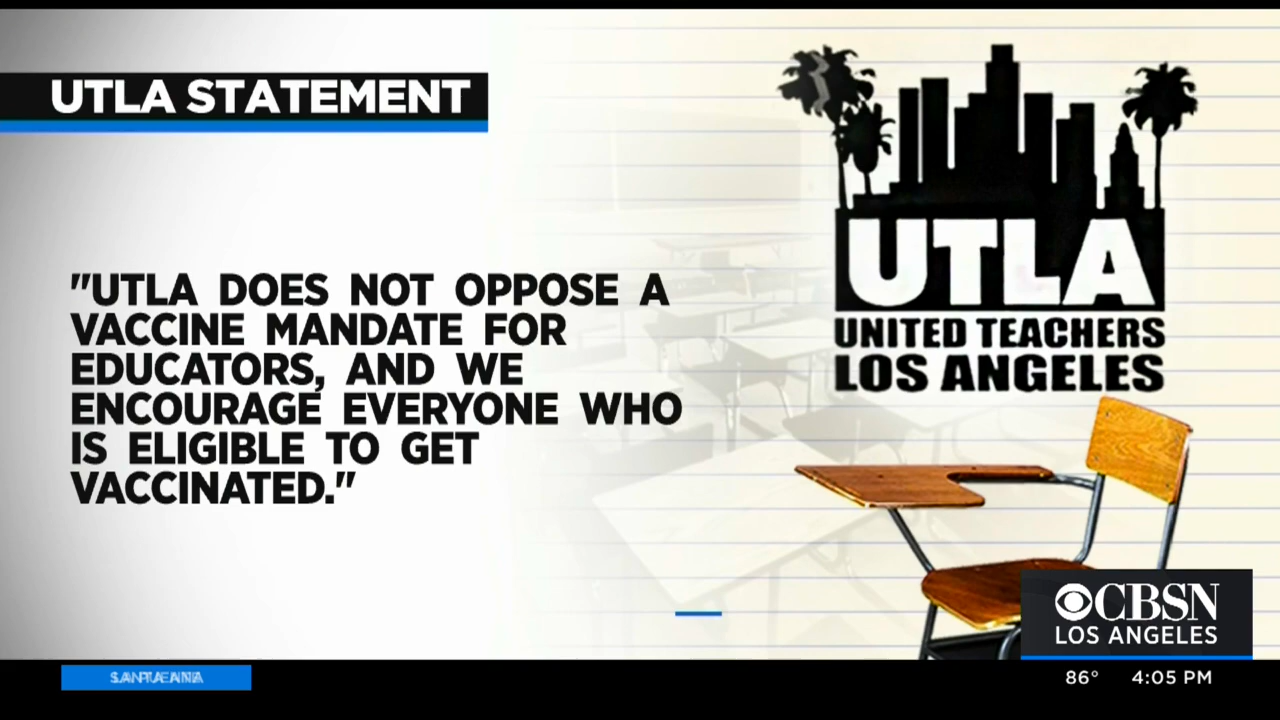 UTLA STATEMENT
"UTLA DOES NOT OPPOSE A
VACCINE MANDATE FOR
EDUCATORS, AND WE
ENCOURAGE EVERYONE WHO
IS ELIGIBLE TO GET
VACCINATED."
UTLA
UNITED TEACHERS
LOS ANGELES
CBSN
LOS ANGELES
86° 4:05 PM